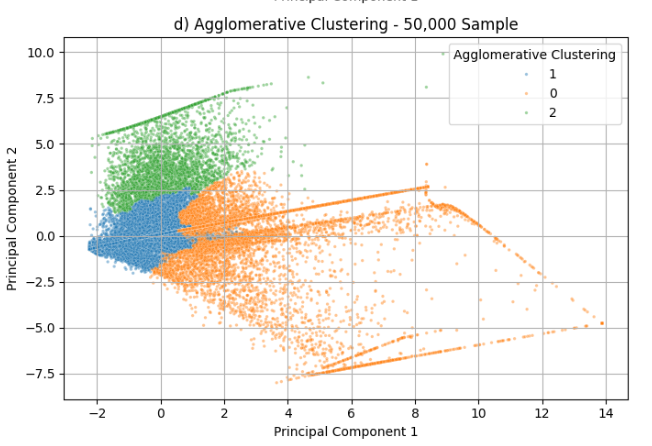 d) Agglomerative Clustering - 50,000 Sample
Agglomerative Clustering
1
0
2
10.0
7.5
5.0
2.5
0.0
−2.5
−5.0
−7.5
Principal Component 2
−2 0 2 4 6 8 10 12 14
Principal Component 1